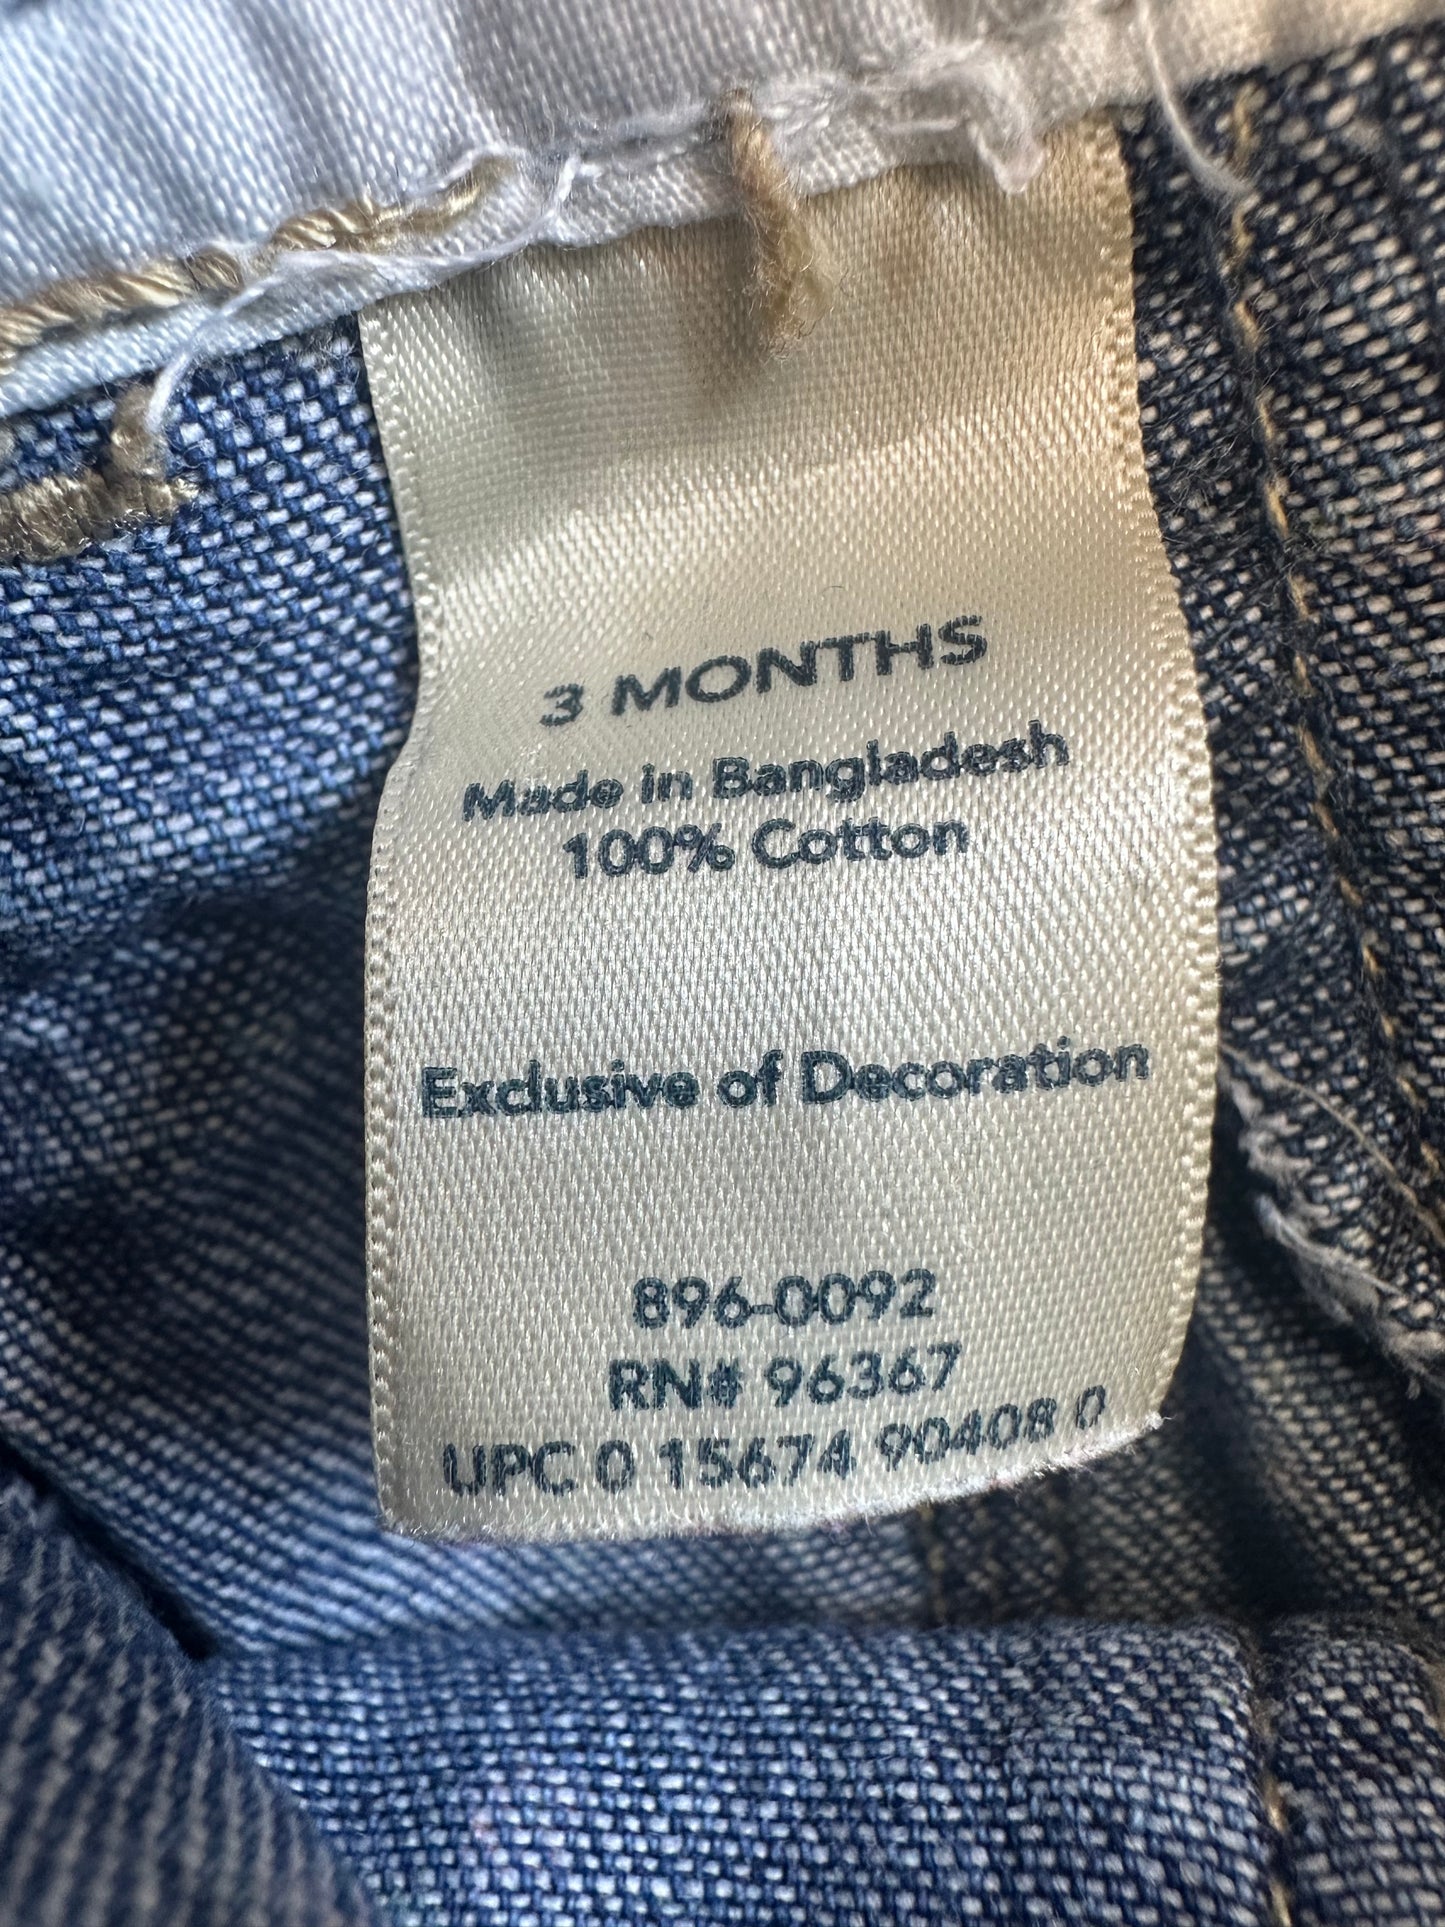 3 MONTHS
Made in Bangladesh
100% Cotton
Exclusive of Decoration
896-0092
RN# 96367
UPC 0 15674 90408 0